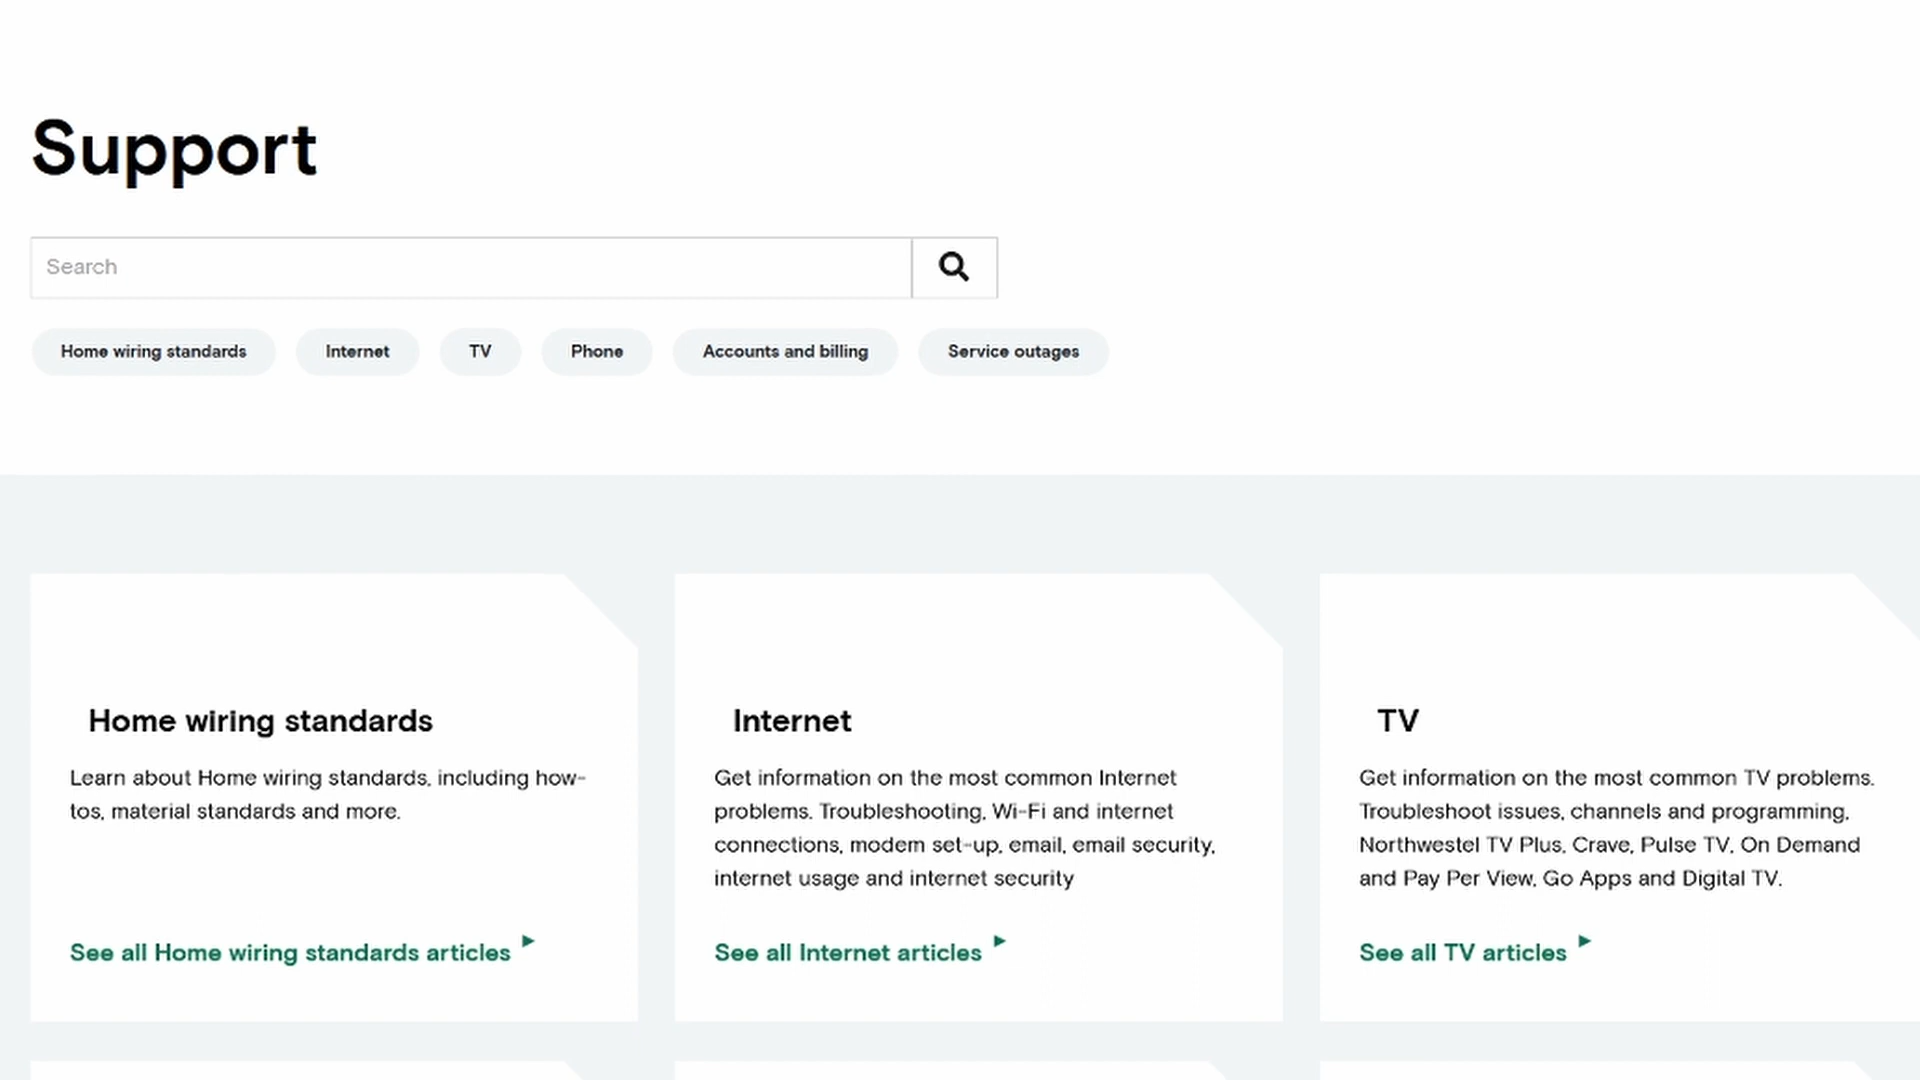 Support
Search
Home wiring standards
Internet
TV
Phone
Accounts and billing
Service outages
Home wiring standards
Learn about Home wiring standards, including how-
tos, material standards and more.
See all Home wiring standards articles
Internet
Get information on the most common Internet
problems. Troubleshooting, Wi-Fi and internet
connections, modem set-up, email, email security,
internet usage and internet security
See all Internet articles
TV
Get information on the most common TV problems.
Troubleshoot issues, channels and programming,
Northwestel TV Plus, Crave, Pulse TV, On Demand
and Pay Per View, Go Apps and Digital TV.
See all TV articles